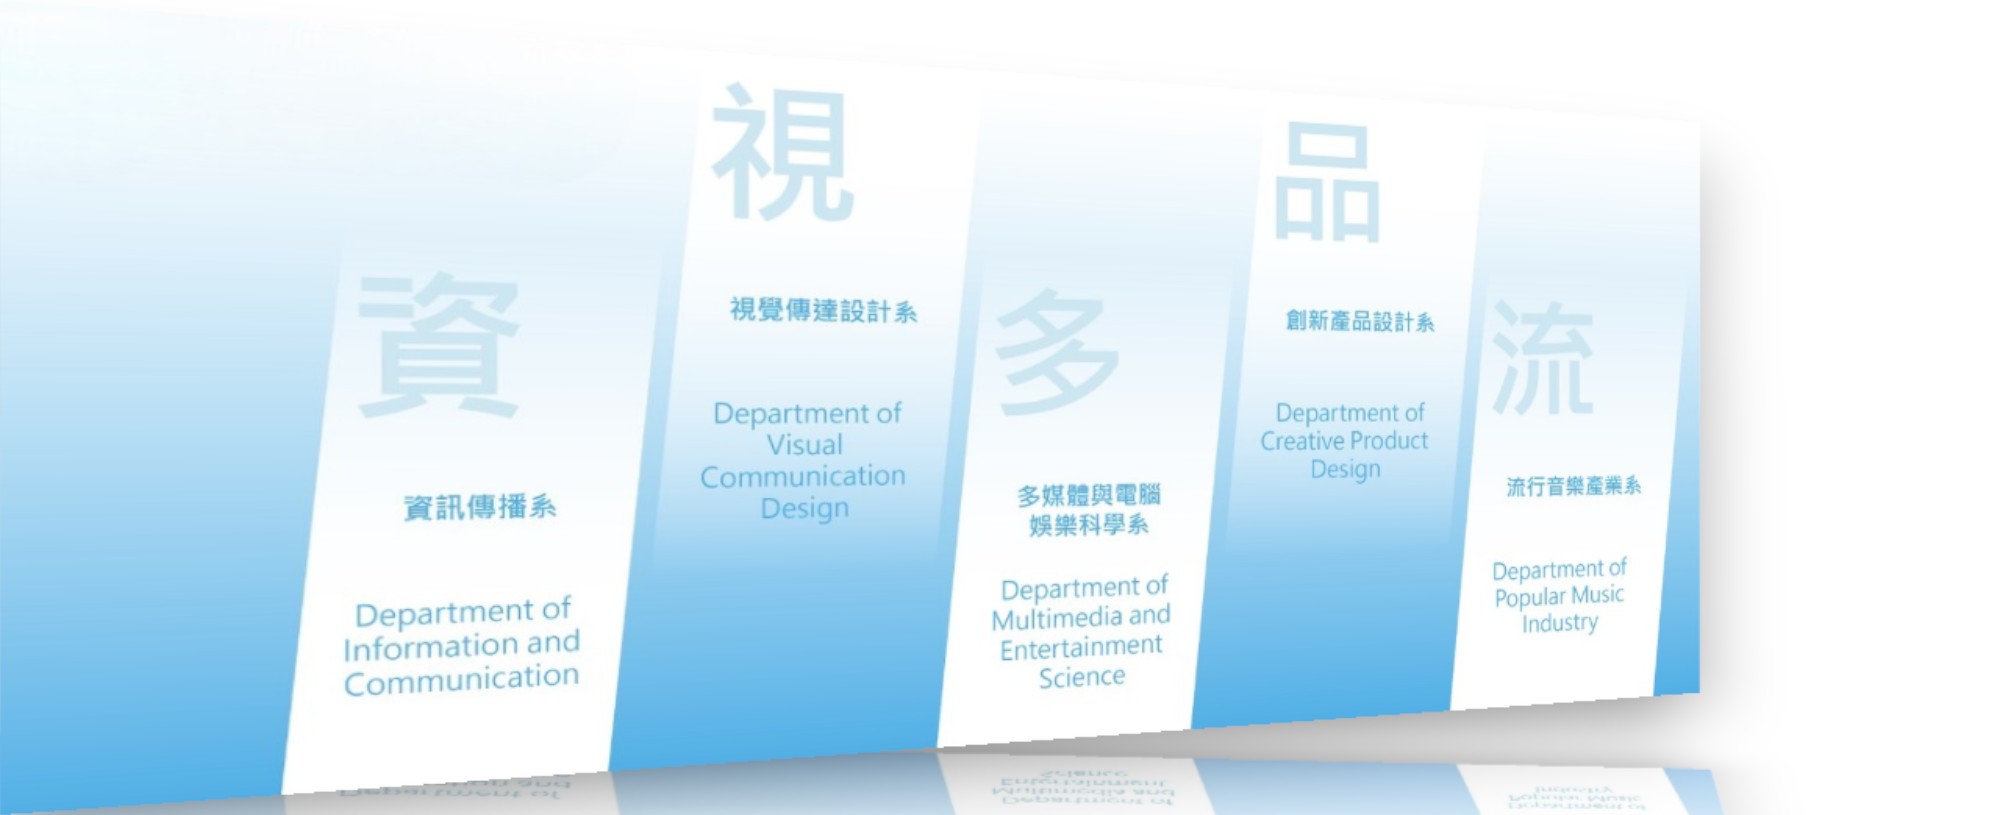 資
資訊傳播系
Department of
Information and
Communication
視
視覺傳達設計系
Department of
Visual
Communication
Design
多
多媒體與電腦
娛樂科學系
Department of
Multimedia and
Entertainment
Science
品
創新產品設計系
Department of
Creative Product
Design
流
流行音樂產業系
Department of
Popular Music
Industry